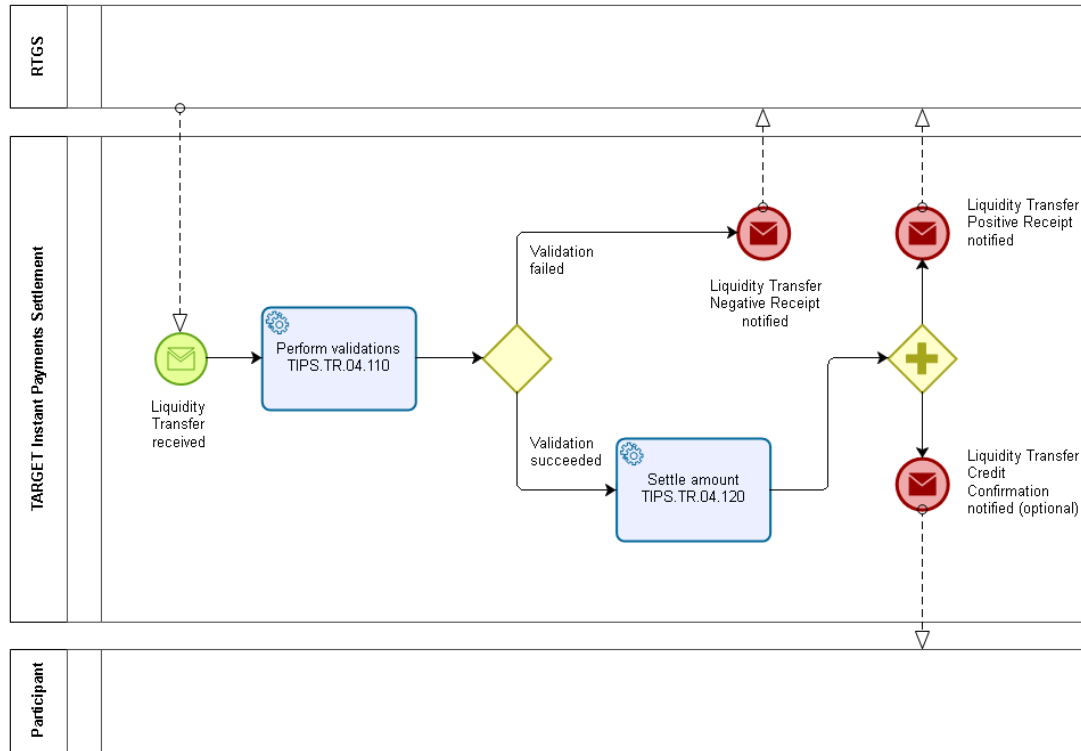 RTGS
TARGET Instant Payments Settlement
Liquidity
Transfer
received
Perform validations
TIPS.TR.04.110
Validation
failed
Liquidity Transfer
Negative Receipt
notified
Validation
succeeded
Settle amount
TIPS.TR.04.120
Liquidity Transfer
Positive Receipt
notified
Liquidity Transfer
Credit
Confirmation
notified (optional)
Participant